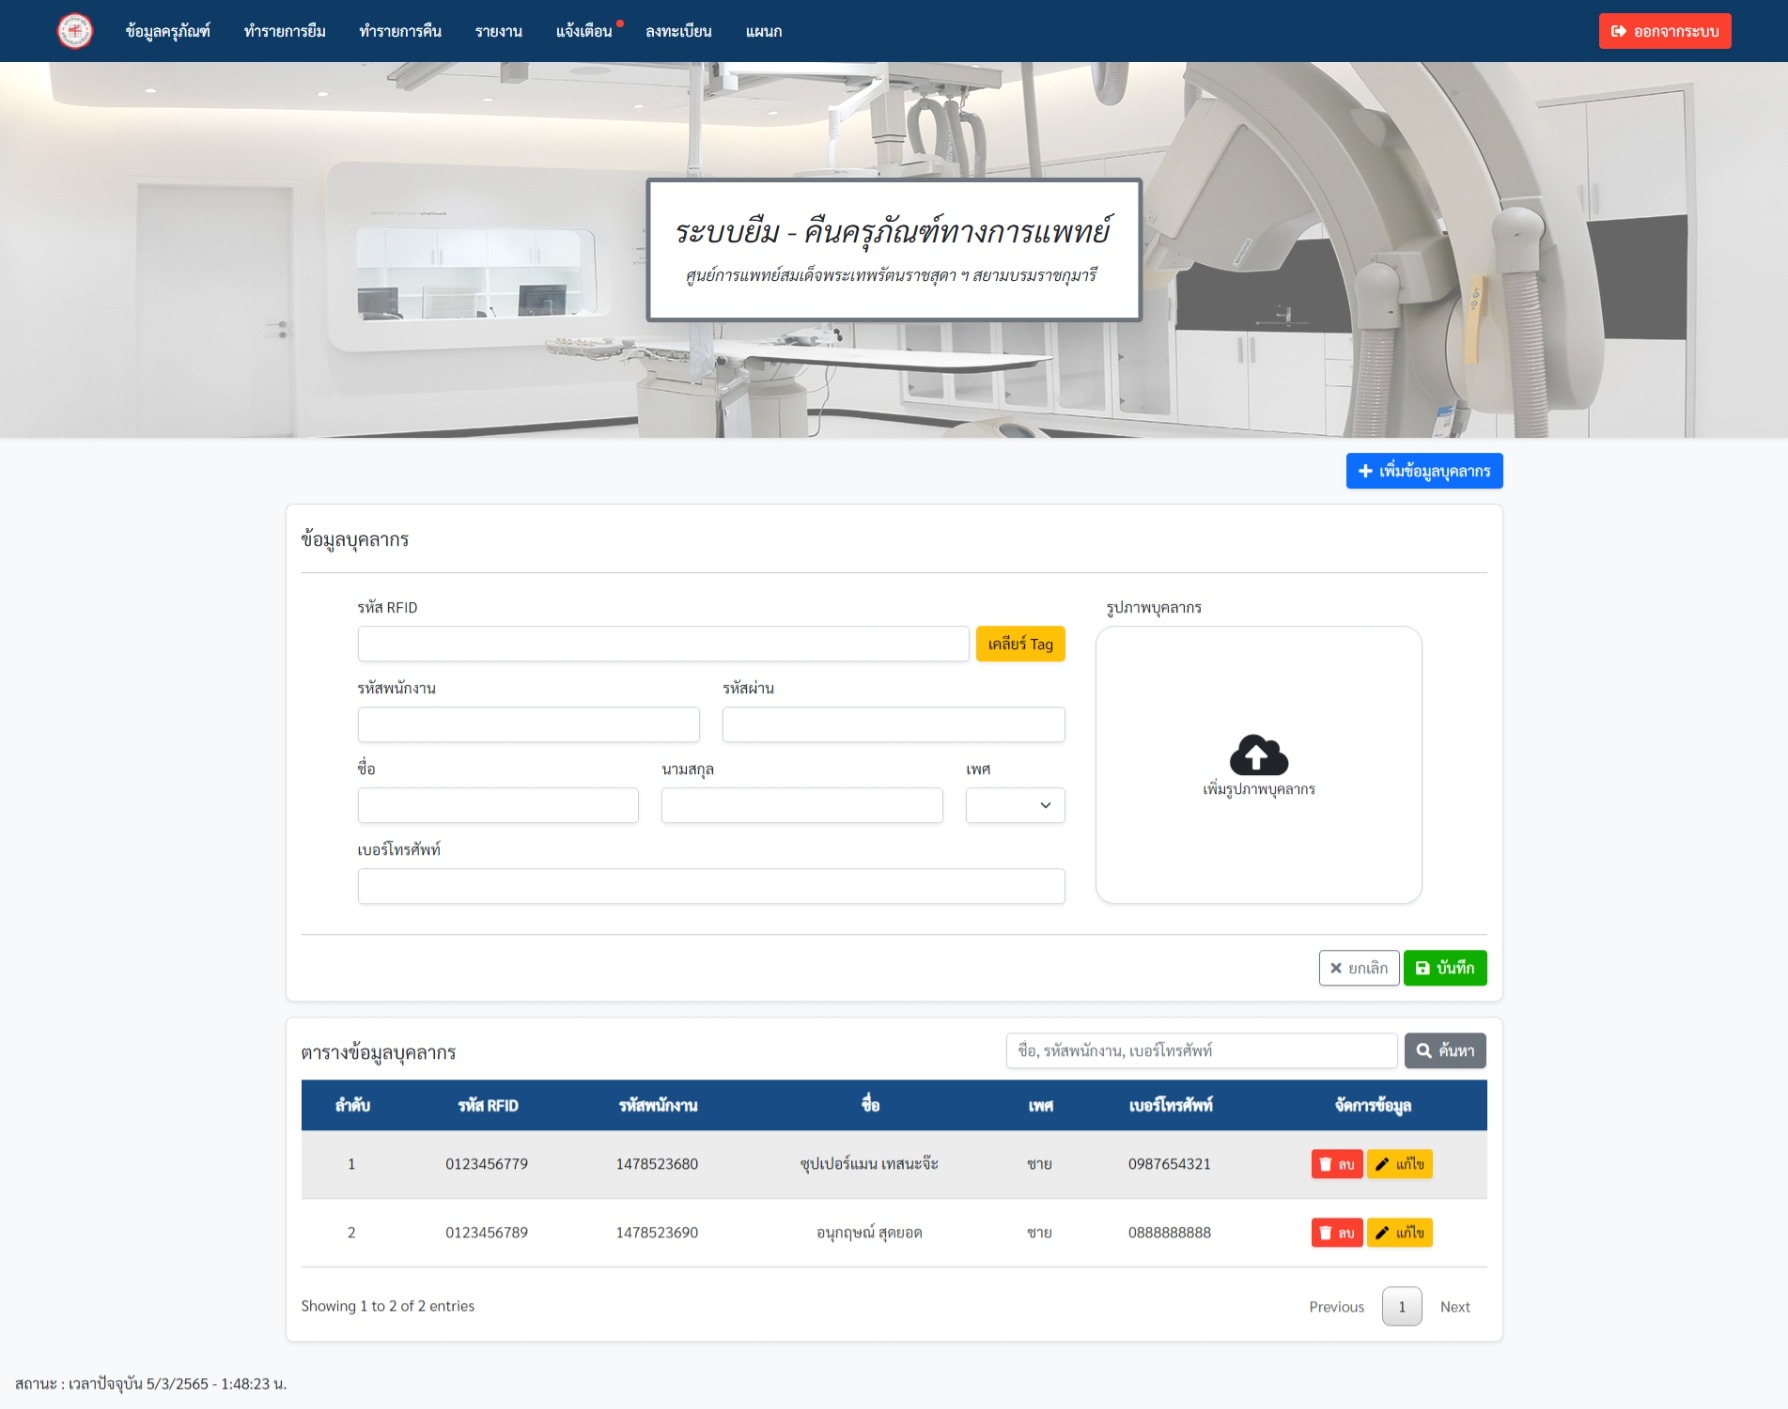 ข้อมูลครุภัณฑ์ ทำรายการยืม ทำรายการคืน รายงาน แจ้งเตือน ลงทะเบียน แผนก ออกจากระบบ
ระบบยืม - คืนครุภัณฑ์ทางการแพทย์
ศูนย์การแพทย์สมเด็จพระเทพรัตนราชสุดา ฯ สยามบรมราชกุมารี
เพิ่มข้อมูลบุคลากร
ข้อมูลบุคลากร
รหัส RFID
เคลียร์ Tag
รหัสพนักงาน รหัสผ่าน
ชื่อ นามสกุล เพศ
เบอร์โทรศัพท์
รูปภาพบุคลากร
เพิ่มรูปภาพบุคลากร
ยกเลิก บันทึก
ตารางข้อมูลบุคลากร
ชื่อ, รหัสพนักงาน, เบอร์โทรศัพท์ ค้นหา
ลำดับ รหัส RFID รหัสพนักงาน ชื่อ เพศ เบอร์โทรศัพท์ จัดการข้อมูล
1 0123456779 1478523680 ซุปเปอร์แมน เทสนะจ๊ะ ชาย 0987654321 ลบ แก้ไข
2 0123456789 1478523690 อนุกฤษณ์ สุดยอด ชาย 0888888888 ลบ แก้ไข
Showing 1 to 2 of 2 entries Previous 1 Next
สถานะ : เวลาปัจจุบัน 5/3/2565 - 1:48:23 น.